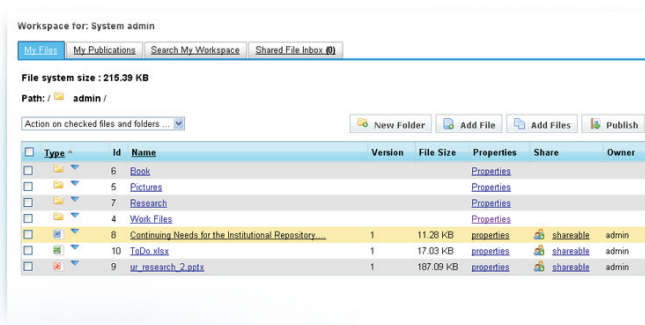 Workspace for: System admin
My Files My Publications Search My Workspace Shared File Inbox (0)
File system size : 215.39 KB
Path: / admin /
Action on checked files and folders ... New Folder Add File Add Files Publish
Type Id Name Version File Size Properties Share Owner
6 Book Properties
5 Pictures Properties
7 Research Properties
4 Work Files Properties
8 Continuing Needs for the Institutional Repository.... 1 11.28 KB properties shareable admin
10 ToDo.xlsx 1 17.03 KB properties shareable admin
9 ur_research_2.pptx 1 187.09 KB properties shareable admin